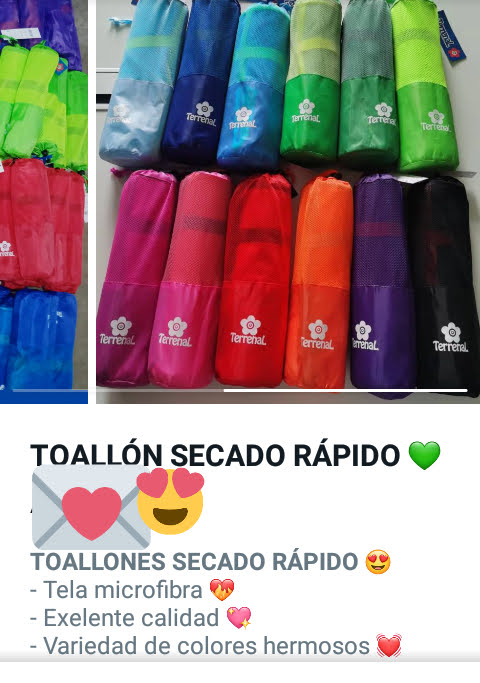 Terrenal
Terrenal
Terrenal
Terrenal
Terrenal
Terrenal
Terrenal
Terrenal
Terrenal
Terrenal
Terrenal
Terrenal
TOALLÓN SECADO RÁPIDO 💚
TOALLONES SECADO RÁPIDO 😍
- Tela microfibra ❤️‍🔥
- Exelente calidad 💖
- Variedad de colores hermosos 💓